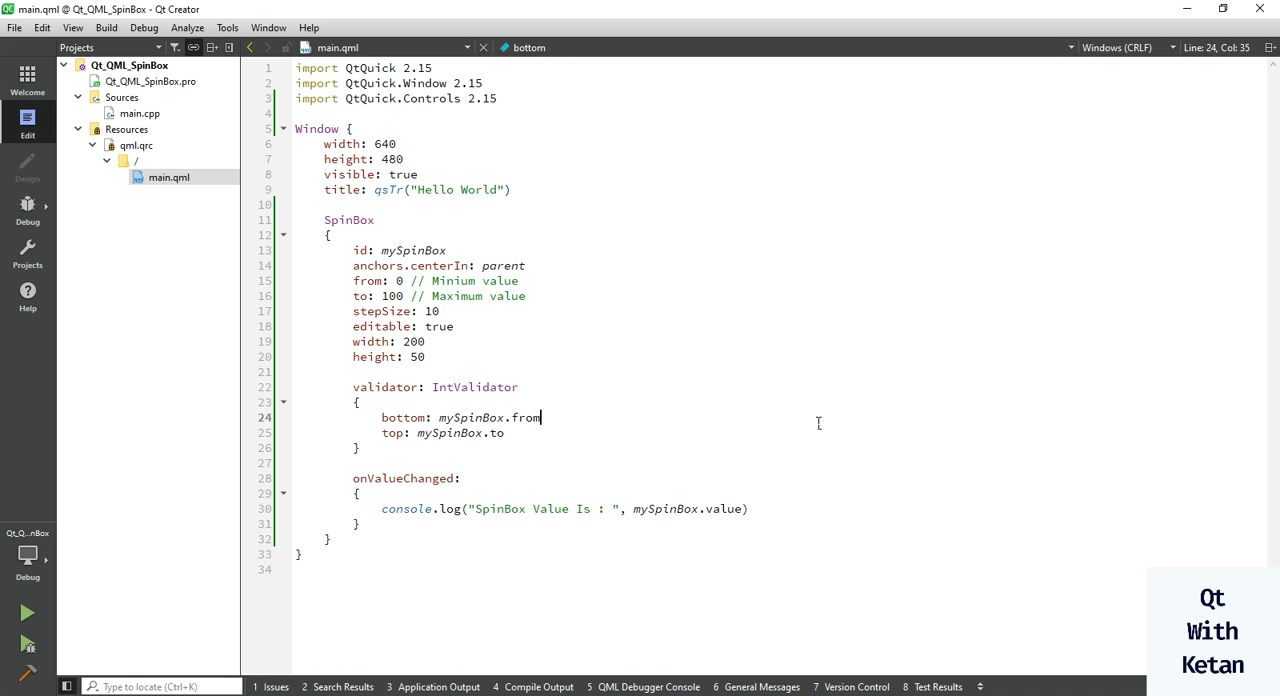 main.qml @ Qt_QML_SpinBox - Qt Creator
File Edit View Build Debug Analyze Tools Window Help
Projects main.qml bottom Windows (CRLF) Line: 24, Col: 35
Welcome
Edit
Design
Debug
Projects
Help
Qt_Q...nBox
Debug
Qt_QML_SpinBox
Qt_QML_SpinBox.pro
Sources
main.cpp
Resources
qml.qrc
/
main.qml
1 import QtQuick 2.15
2 import QtQuick.Window 2.15
3 import QtQuick.Controls 2.15
4
5 Window {
6 width: 640
7 height: 480
8 visible: true
9 title: qsTr("Hello World")
10
11 SpinBox
12 {
13 id: mySpinBox
14 anchors.centerIn: parent
15 from: 0 // Minium value
16 to: 100 // Maximum value
17 stepSize: 10
18 editable: true
19 width: 200
20 height: 50
21
22 validator: IntValidator
23 {
24 bottom: mySpinBox.from
25 top: mySpinBox.to
26 }
27
28 onValueChanged:
29 {
30 console.log("SpinBox Value Is : ", mySpinBox.value)
31 }
32 }
33 }
34
Qt
With
Ketan
Type to locate (Ctrl+K) 1 Issues 2 Search Results 3 Application Output 4 Compile Output 5 QML Debugger Console 6 General Messages 7 Version Control 8 Test Results